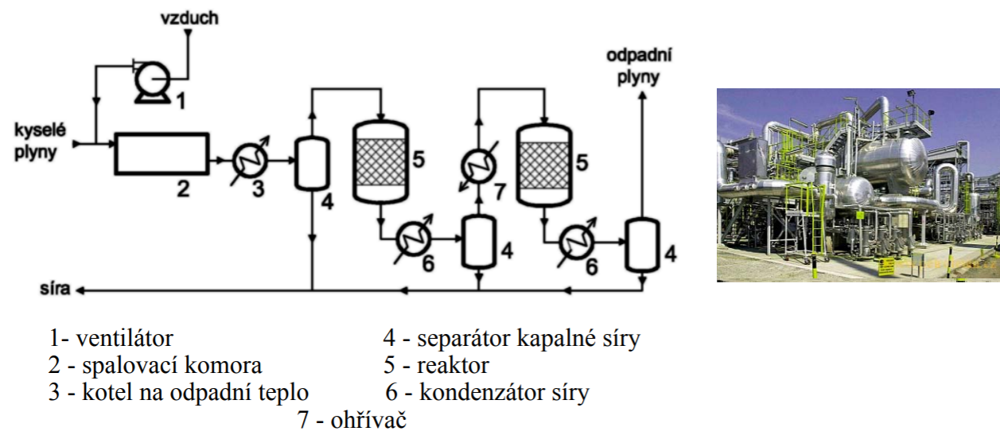 vzduch
1
kyselé
plyny
2
3
4
5
6
4
7
5
6
4
odpadní
plyny
síra
1- ventilátor
2 - spalovací komora
3 - kotel na odpadní teplo
4 - separátor kapalné síry
5 - reaktor
6 - kondenzátor síry
7 - ohřívač